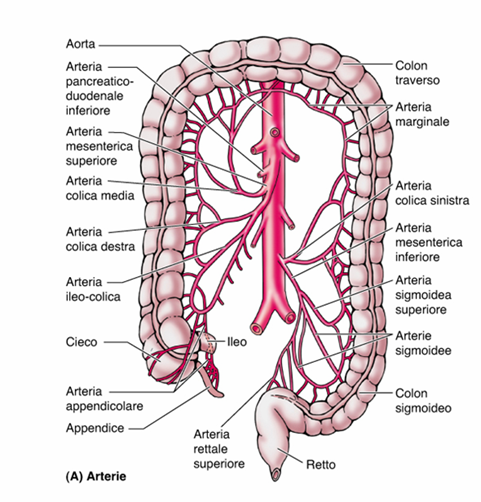 Aorta
Arteria
pancreatico-
duodenale
inferiore
Arteria
mesenterica
superiore
Arteria
colica media
Arteria
colica destra
Arteria
ileo-colica
Cieco
Ileo
Arteria
appendicolare
Appendice
Colon
traverso
Arteria
marginale
Arteria
colica sinistra
Arteria
mesenterica
inferiore
Arteria
sigmoidea
superiore
Arterie
sigmoidee
Colon
sigmoideo
Arteria
rettale
superiore
Retto
(A) Arterie